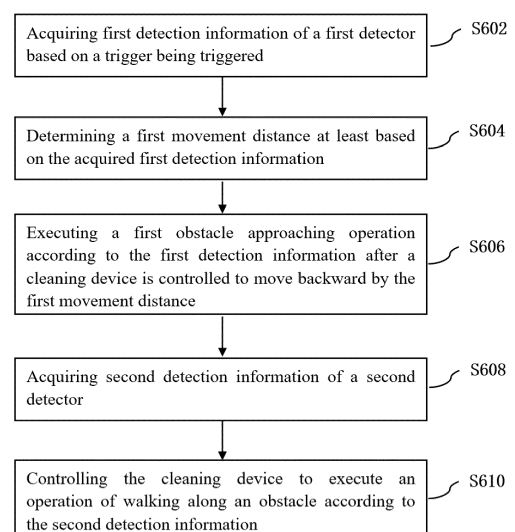 Acquiring first detection information of a first detector
based on a trigger being triggered
S602
Determining a first movement distance at least based
on the acquired first detection information
S604
Executing a first obstacle approaching operation
according to the first detection information after a
cleaning device is controlled to move backward by the
first movement distance
S606
Acquiring second detection information of a second
detector
S608
Controlling the cleaning device to execute an
operation of walking along an obstacle according to
the second detection information
S610